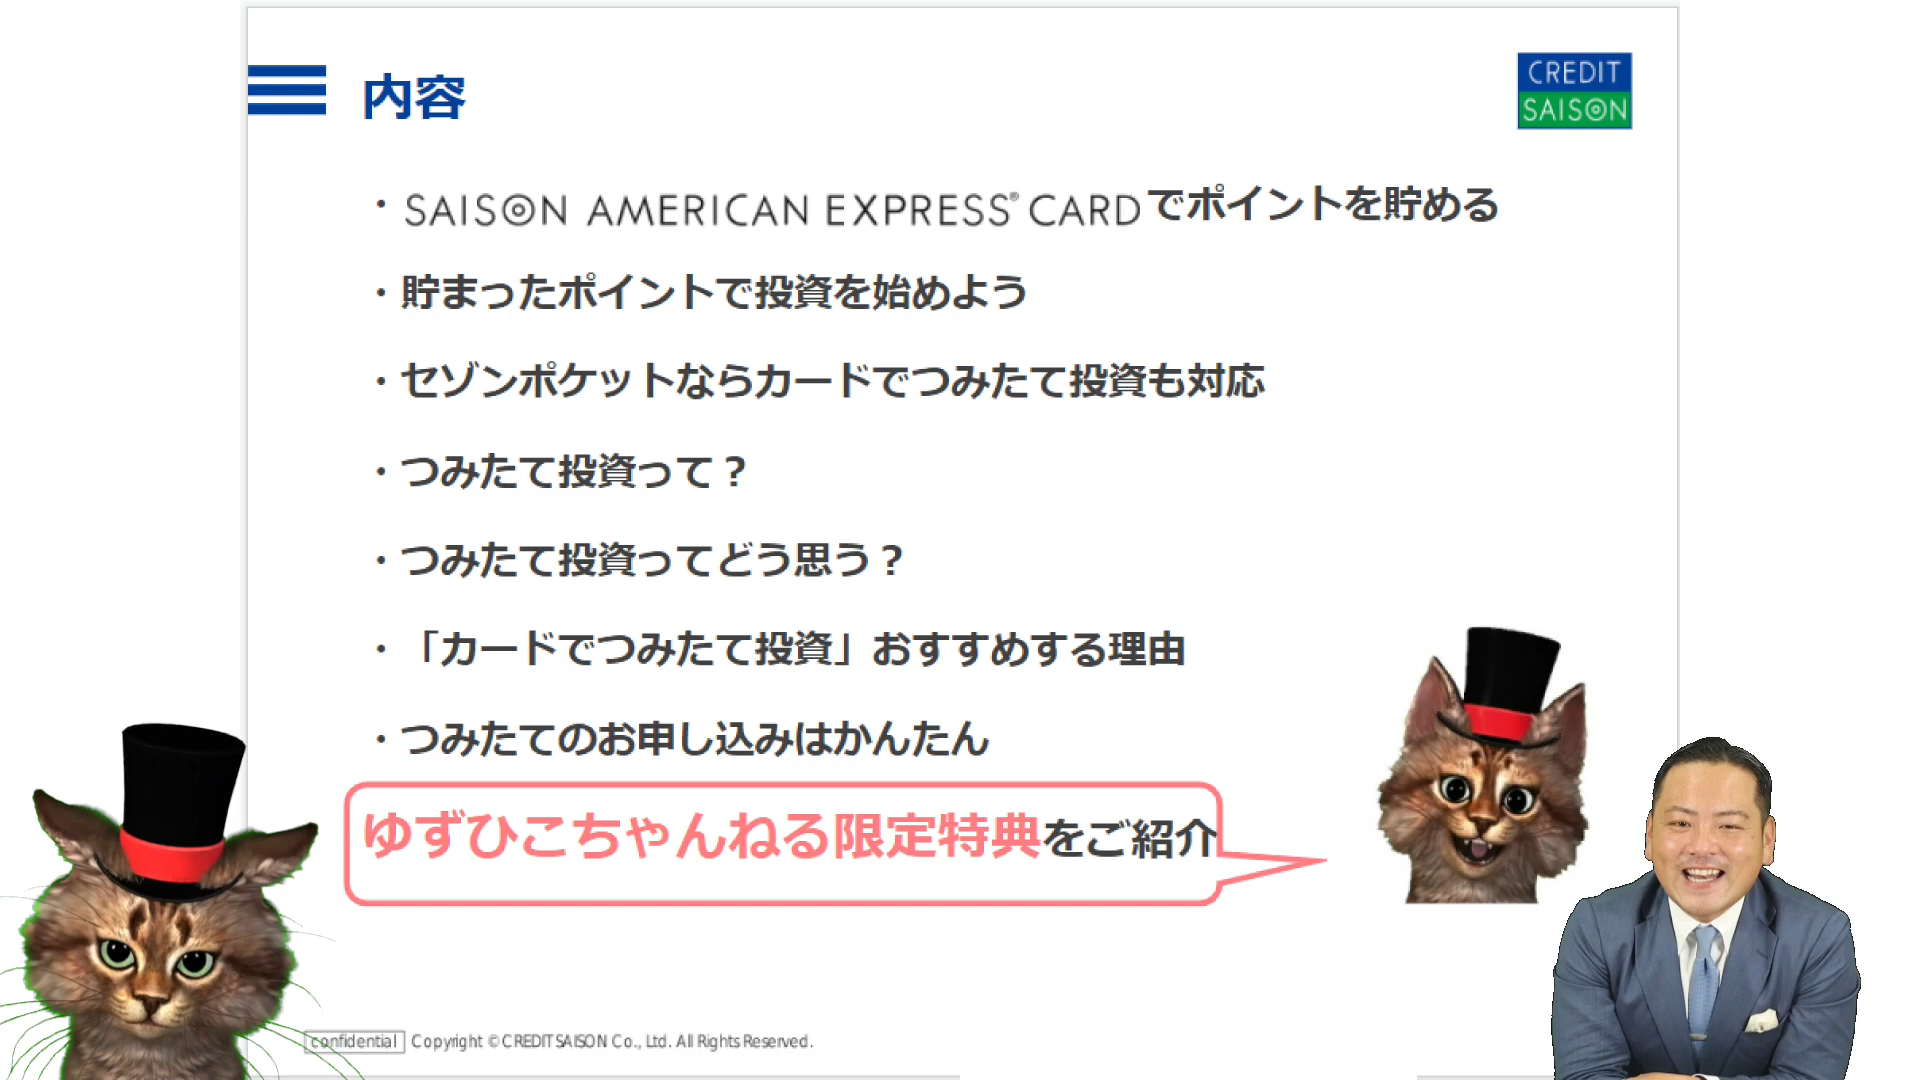 内容
CREDIT
SAISON
・SAISON AMERICAN EXPRESS® CARDでポイントを貯める
・貯まったポイントで投資を始めよう
・セゾンポケットならカードでつみたて投資も対応
・つみたて投資って？
・つみたて投資ってどう思う？
・「カードでつみたて投資」おすすめする理由
・つみたてのお申し込みはかんたん
ゆずひこちゃんねる限定特典をご紹介
confidential Copyright © CREDIT SAISON Co., Ltd. All Rights Reserved.